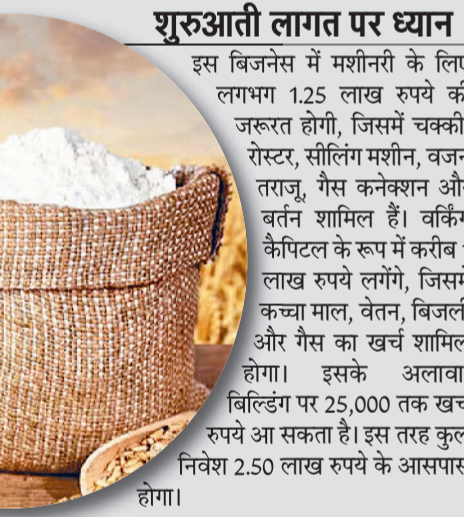 शुरुआती लागत पर ध्यान
इस बिजनेस में मशीनरी के लिए
लगभग 1.25 लाख रुपये की
जरूरत होगी, जिसमें चक्की
रोस्टर, सीलिंग मशीन, वजन
तराजू, गैस कनेक्शन और
बर्तन शामिल हैं। वर्किंग
कैपिटल के रूप में करीब
लाख रुपये लगेंगे, जिसमें
कच्चा माल, वेतन, बिजली
और गैस का खर्च शामिल
होगा। इसके अलावा
बिल्डिंग पर 25,000 तक खर्च
रुपये आ सकता है। इस तरह कुल
निवेश 2.50 लाख रुपये के आसपास
होगा।